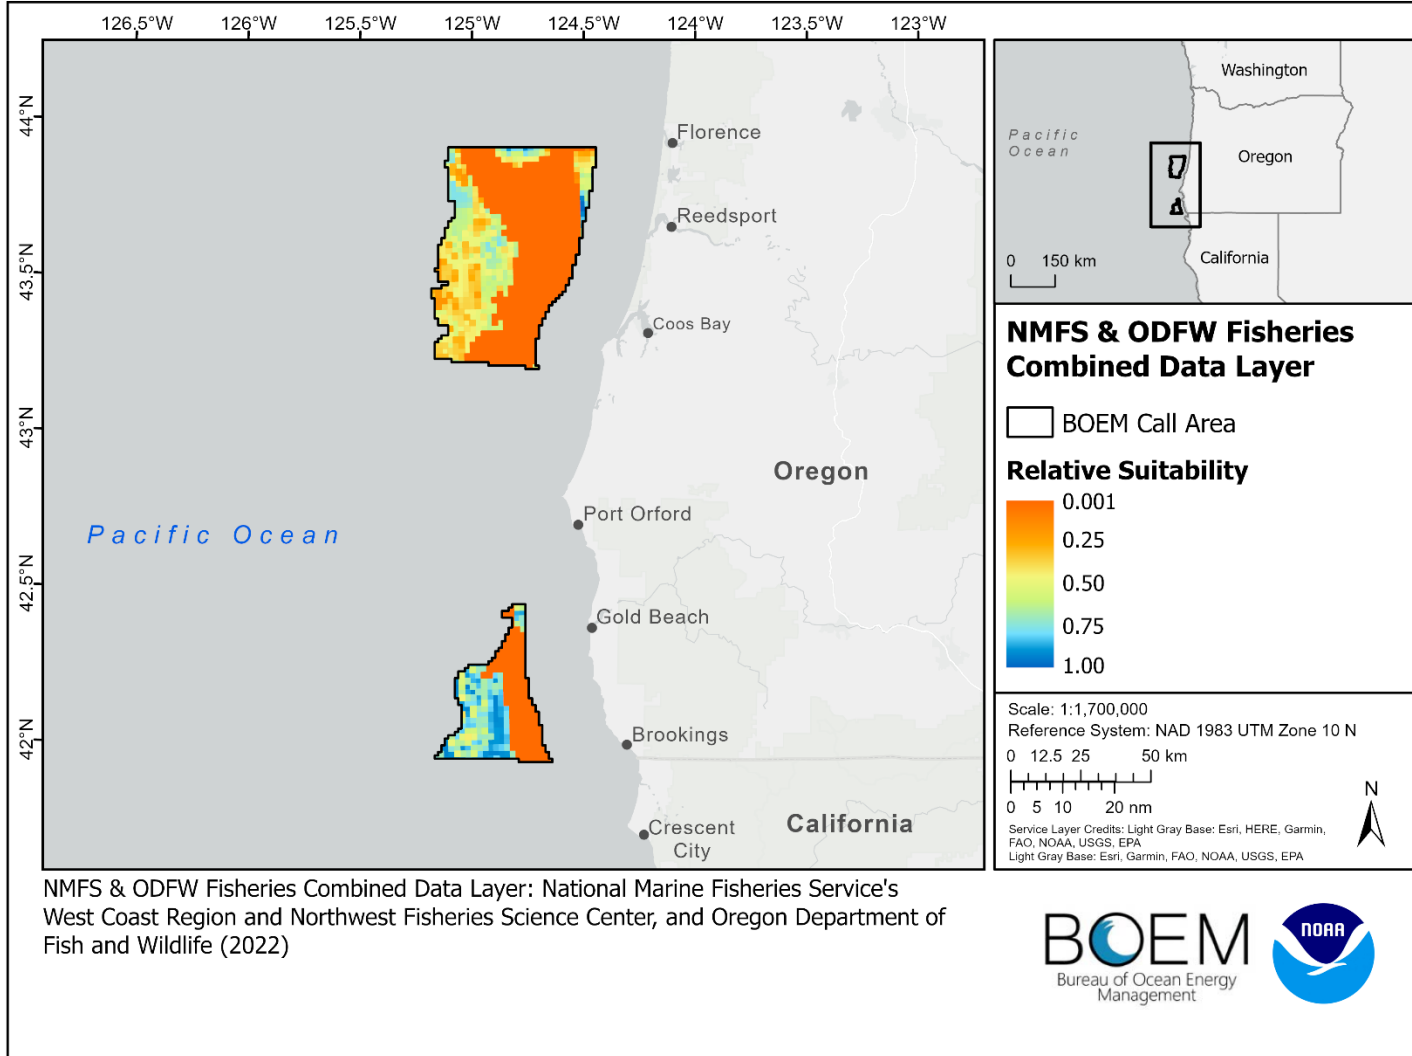 126.5°W 126°W 125.5°W 125°W 124.5°W 124°W 123.5°W 123°W
44°N
43.5°N
43°N
42.5°N
42°N
Florence
Reedsport
Coos Bay
Oregon
Port Orford
Pacific Ocean
Gold Beach
Brookings
California
Crescent
City
Washington
Pacific
Ocean
Oregon
California
0 150 km
NMFS & ODFW Fisheries
Combined Data Layer
BOEM Call Area
Relative Suitability
0.001
0.25
0.50
0.75
1.00
Scale: 1:1,700,000
Reference System: NAD 1983 UTM Zone 10 N
0 12.5 25 50 km
0 5 10 20 nm
N
Service Layer Credits: Light Gray Base: Esri, HERE, Garmin,
FAO, NOAA, USGS, EPA
Light Gray Base: Esri, Garmin, FAO, NOAA, USGS, EPA
NMFS & ODFW Fisheries Combined Data Layer: National Marine Fisheries Service's
West Coast Region and Northwest Fisheries Science Center, and Oregon Department of
Fish and Wildlife (2022)
BOEM
Bureau of Ocean Energy
Management
NOAA